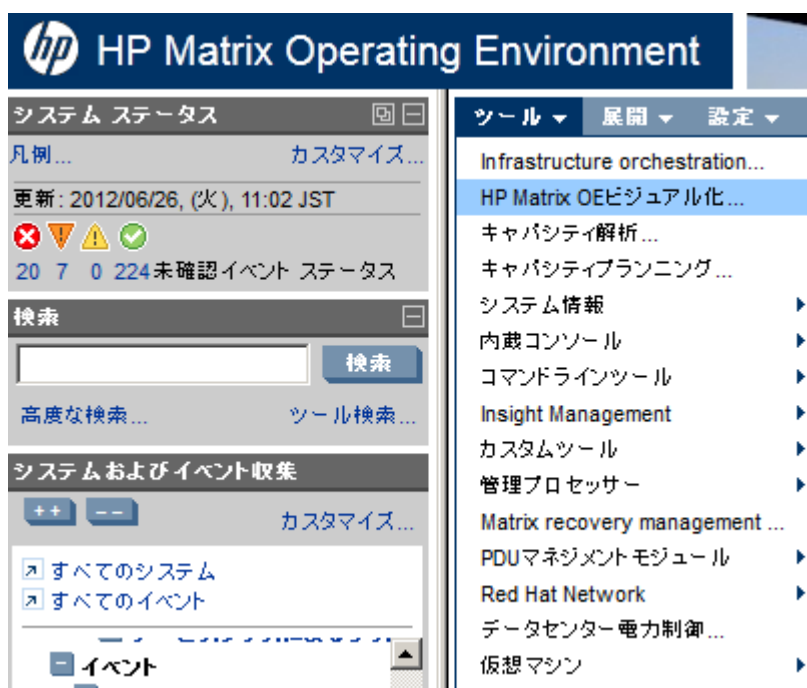 hp HP Matrix Operating Environment
システム ステータス
凡例...
カスタマイズ...
更新: 2012/06/26, (火), 11:02 JST
20 7 0 224 未確認イベント ステータス
検索
検索
高度な検索...
ツール検索...
システムおよびイベント収集
++ --
カスタマイズ...
すべてのシステム
すべてのイベント
イベント
ツール 展開 設定
Infrastructure orchestration...
HP Matrix OEビジュアル化...
キャパシティ解析...
キャパシティプランニング...
システム情報
内蔵コンソール
コマンドラインツール
Insight Management
カスタムツール
管理プロセッサー
Matrix recovery management ...
PDUマネジメントモジュール
Red Hat Network
データセンター電力制御...
仮想マシン